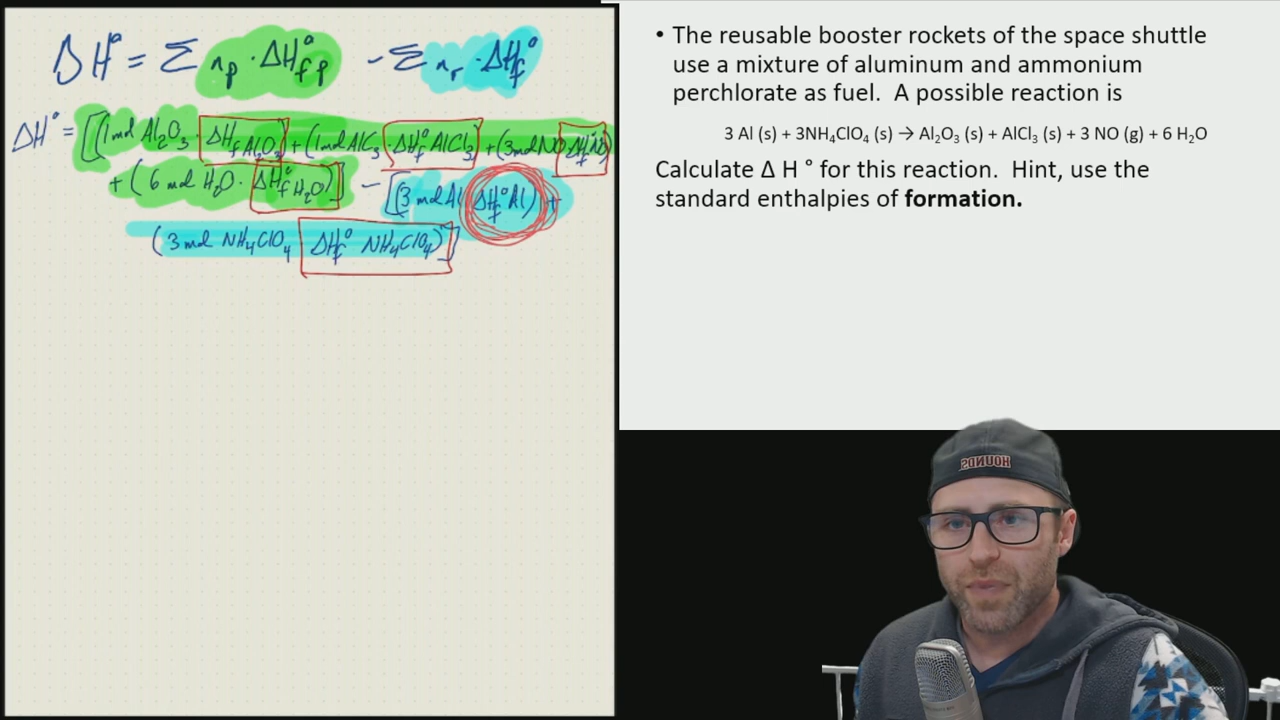 ΔH° = Σ nₚ · ΔH°f p - Σ nᵣ · ΔH°f
ΔH° = [(1 mol Al₂O₃ · ΔHf Al₂O₃) + (1 mol AlC₃ · ΔH°f AlCl₃) + (3 mol NO ΔH°f NO)
+ (6 mol H₂O · ΔH°f H₂O)] - [(3 mol Al ΔH°f Al) +
(3 mol NH₄ClO₄ ΔH°f NH₄ClO₄)]
• The reusable booster rockets of the space shuttle
use a mixture of aluminum and ammonium
perchlorate as fuel. A possible reaction is
3 Al (s) + 3NH₄ClO₄ (s) → Al₂O₃ (s) + AlCl₃ (s) + 3 NO (g) + 6 H₂O
Calculate Δ H ° for this reaction. Hint, use the
standard enthalpies of formation.
HOUNDS